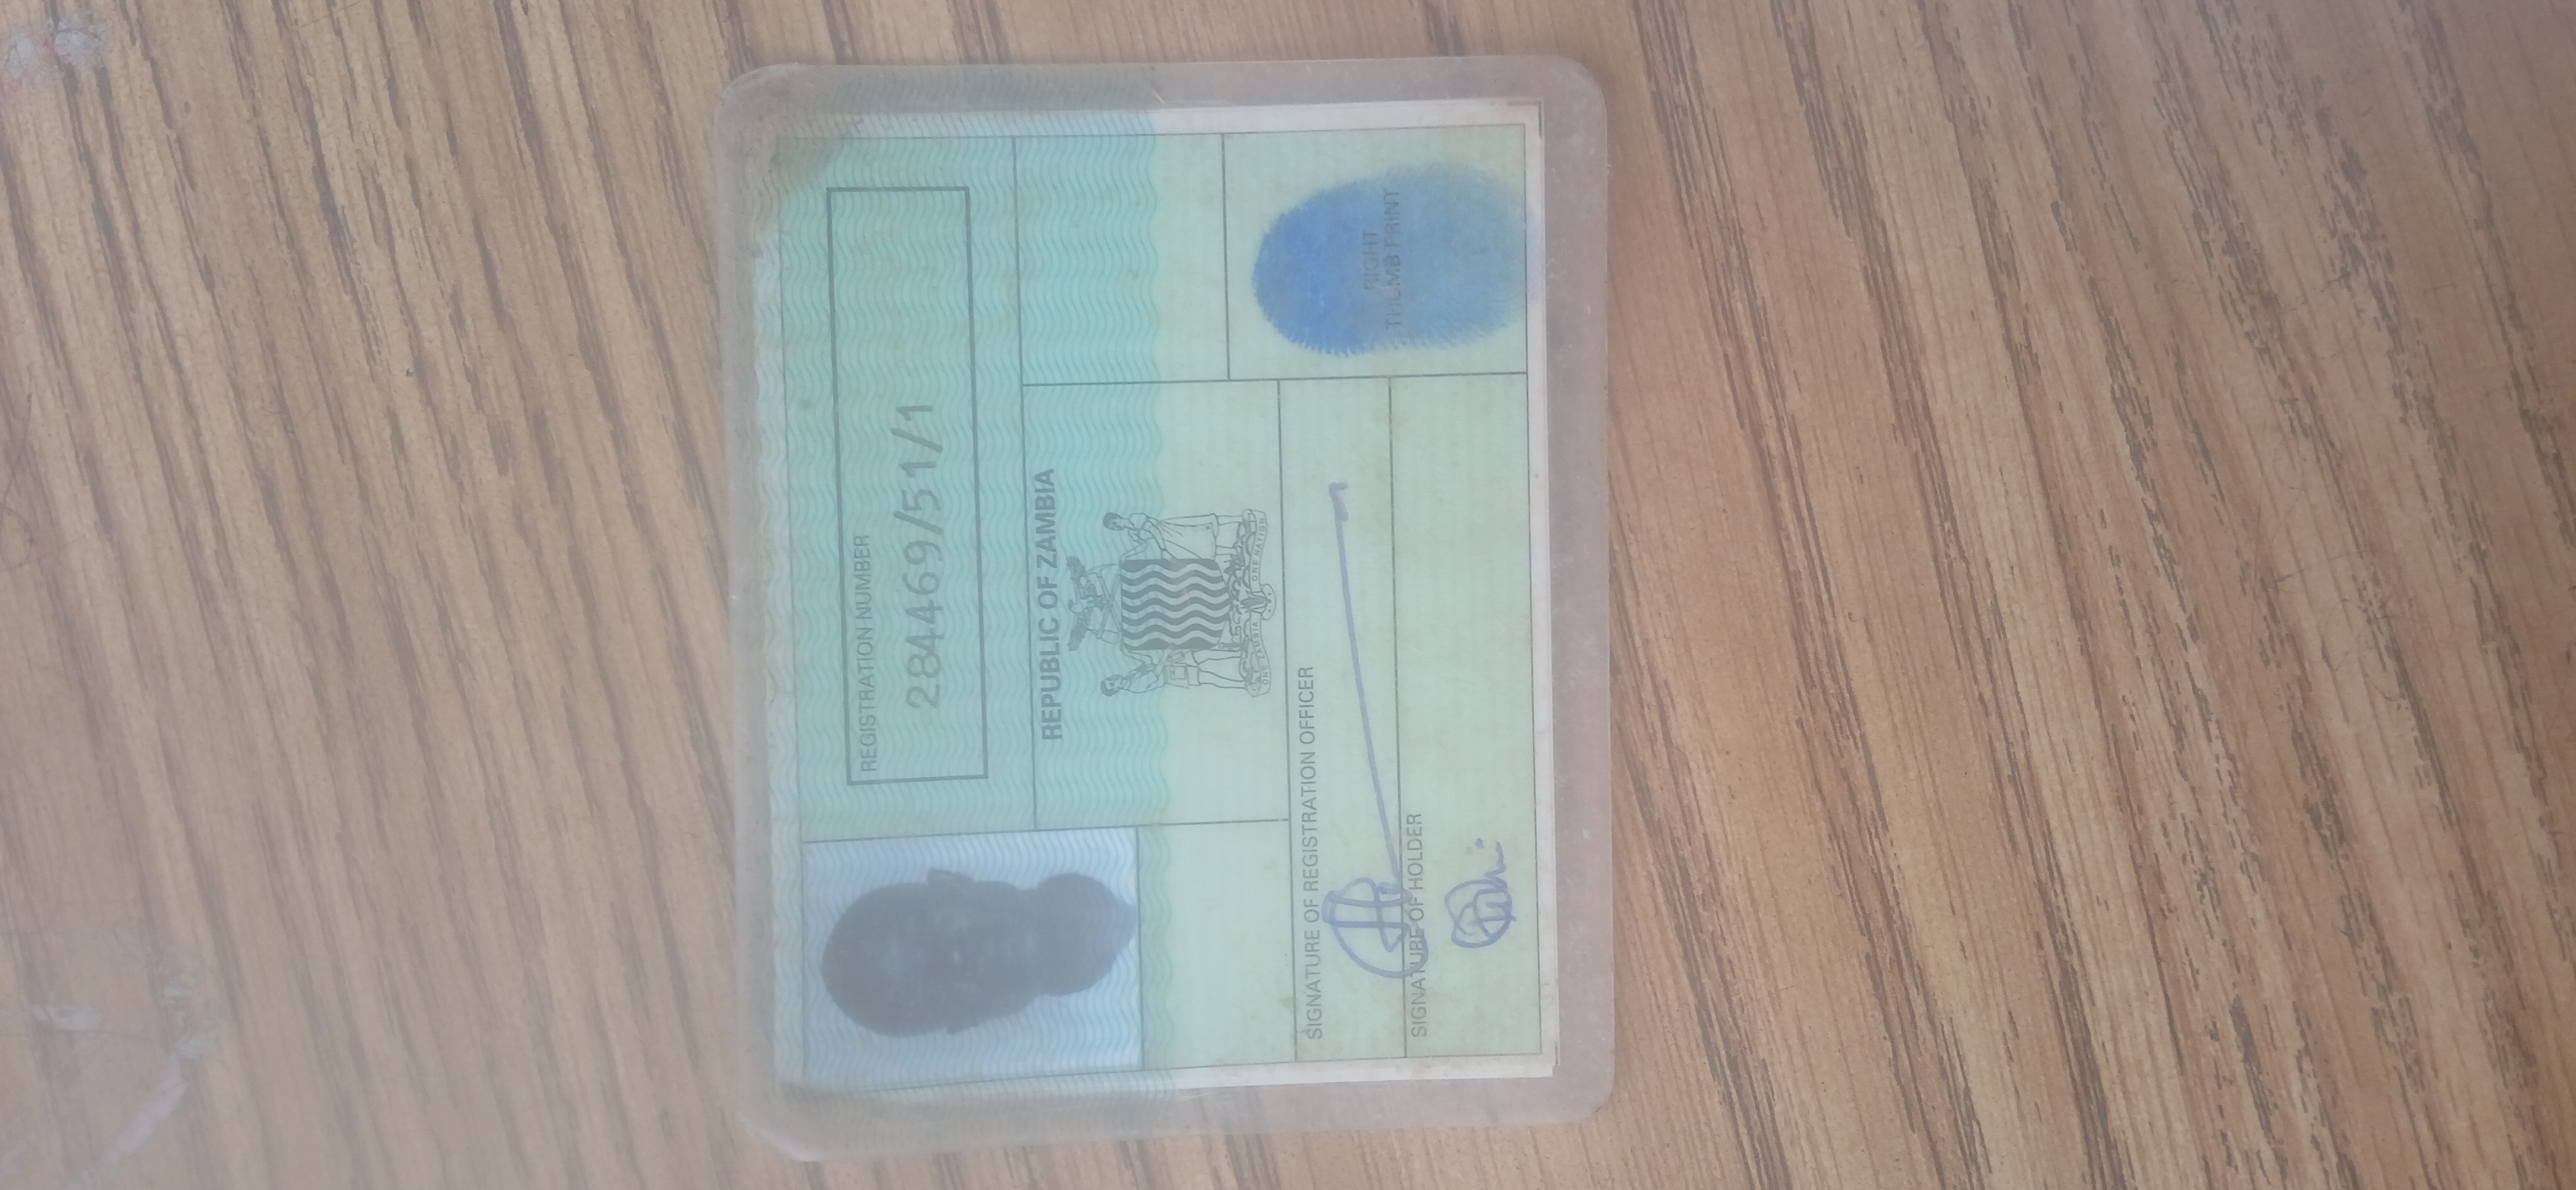 REGISTRATION NUMBER
284469/51/1
REPUBLIC OF ZAMBIA
ONE ZAMBIA ONE NATION
SIGNATURE OF REGISTRATION OFFICER
SIGNATURE OF HOLDER
RIGHT
THUMB PRINT